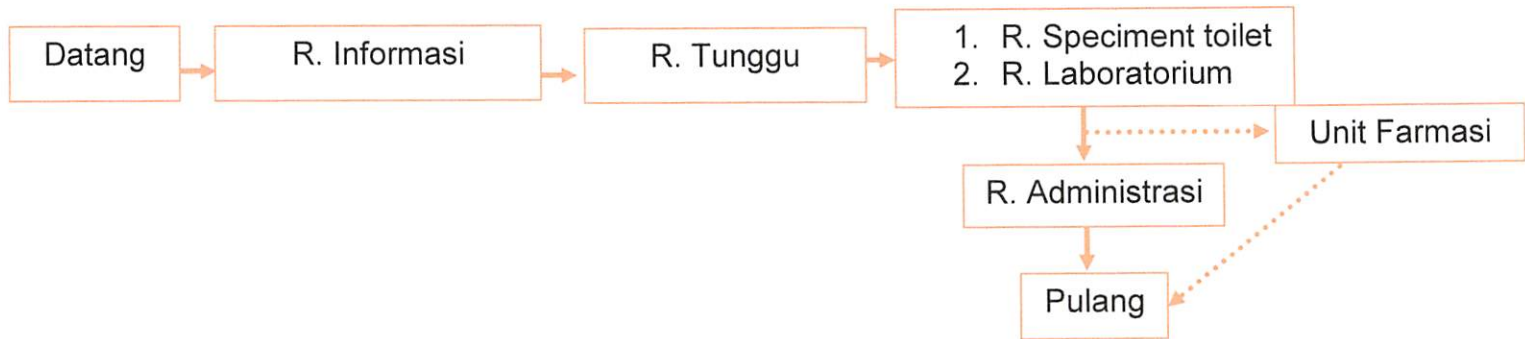 Datang
R. Informasi
R. Tunggu
1. R. Speciment toilet
2. R. Laboratorium
Unit Farmasi
R. Administrasi
Pulang